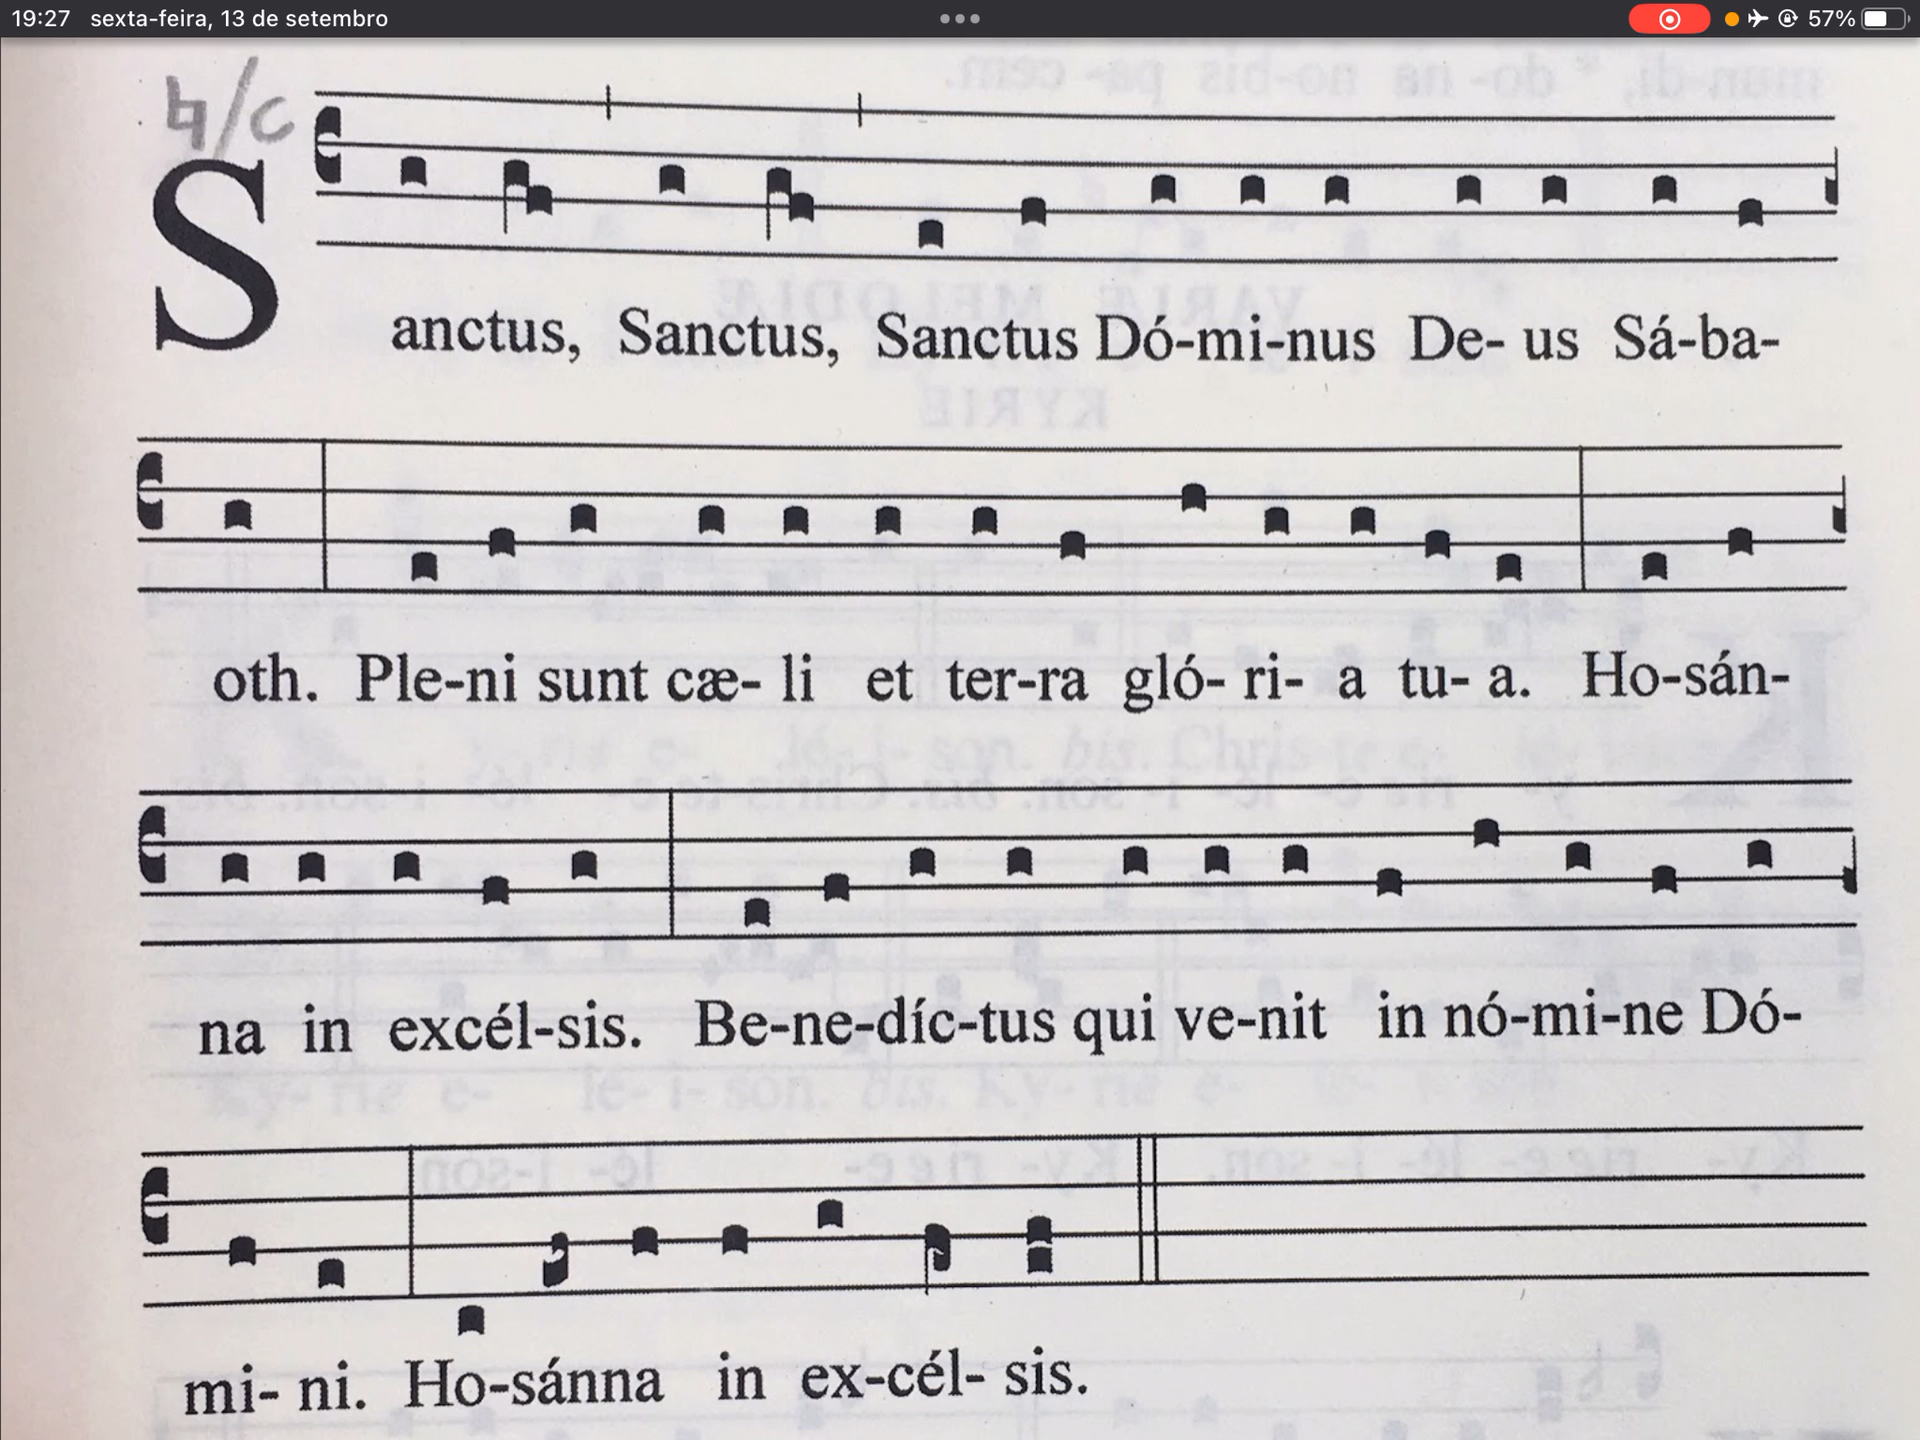 19:27 sexta-feira, 13 de setembro
57%
4/C
Sanctus, Sanctus, Sanctus Dó-mi-nus De- us Sá-ba-
oth. Ple-ni sunt cæ- li et ter-ra gló- ri- a tu- a. Ho-sán-
na in excél-sis. Be-ne-díc-tus qui ve-nit in nó-mi-ne Dó-
mi- ni. Ho-sánna in ex-cél- sis.